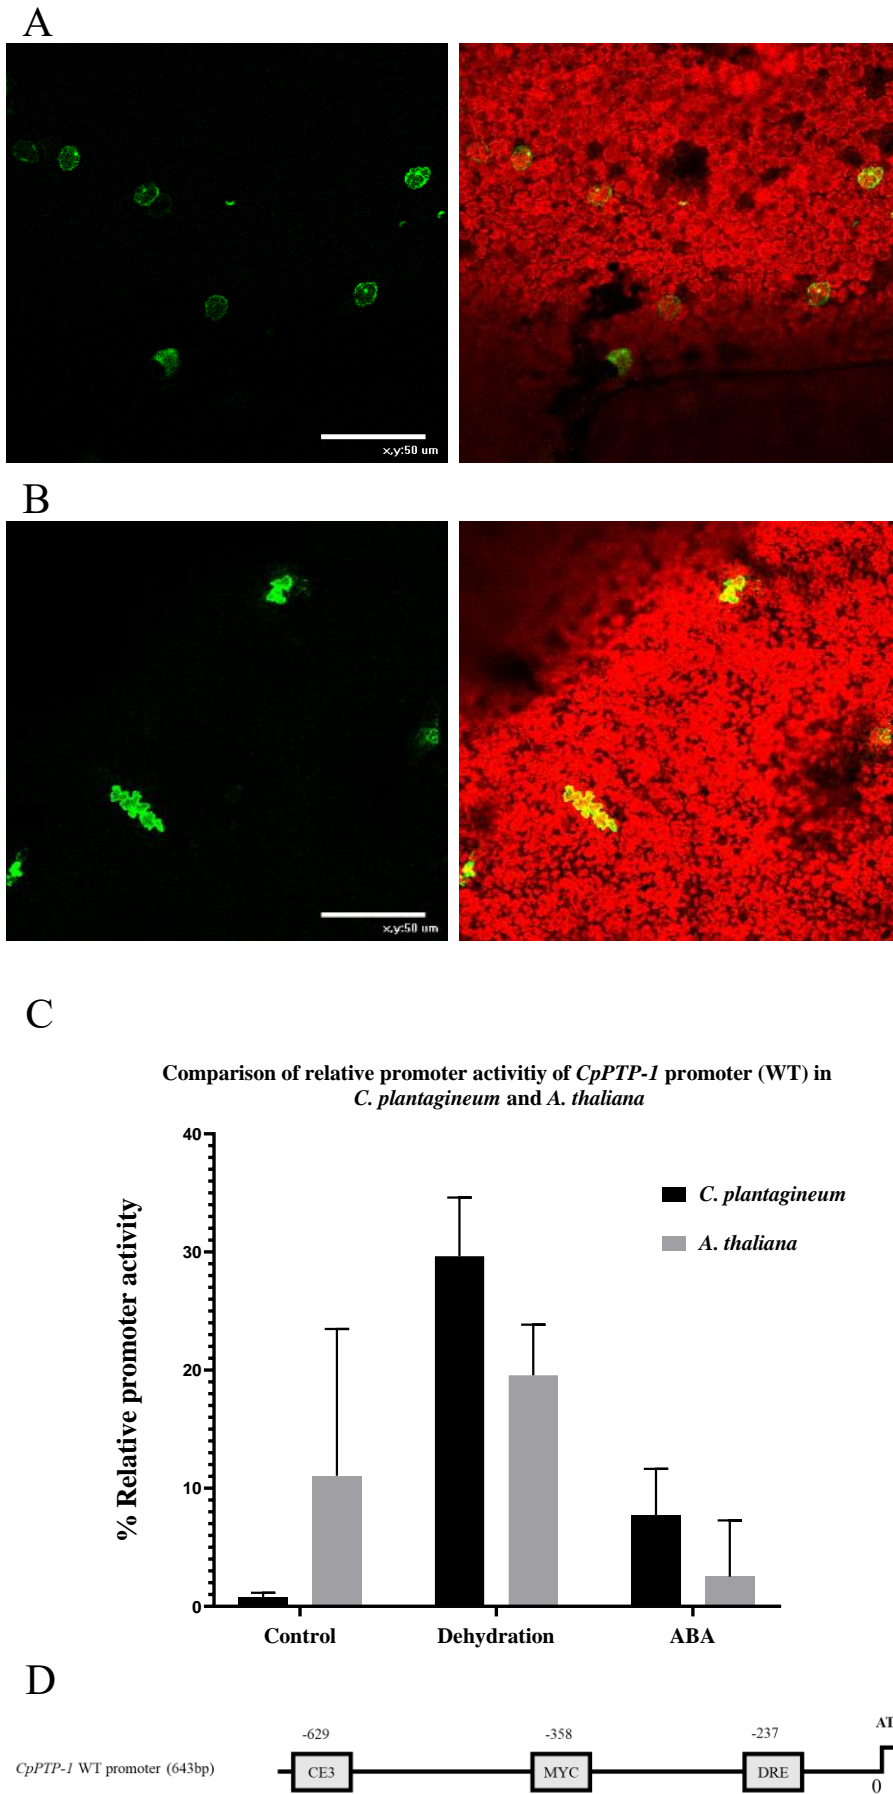 A
x,y:50 um
B
x,y:50 um
C
Comparison of relative promoter activitiy of CpPTP-1 promoter (WT) in
C. plantagineum and A. thaliana
% Relative promoter activity
40
30
20
10
0
C. plantagineum
A. thaliana
Control Dehydration ABA
D
-629 -358 -237 AT
CpPTP-1 WT promoter (643bp) CE3 MYC DRE
0